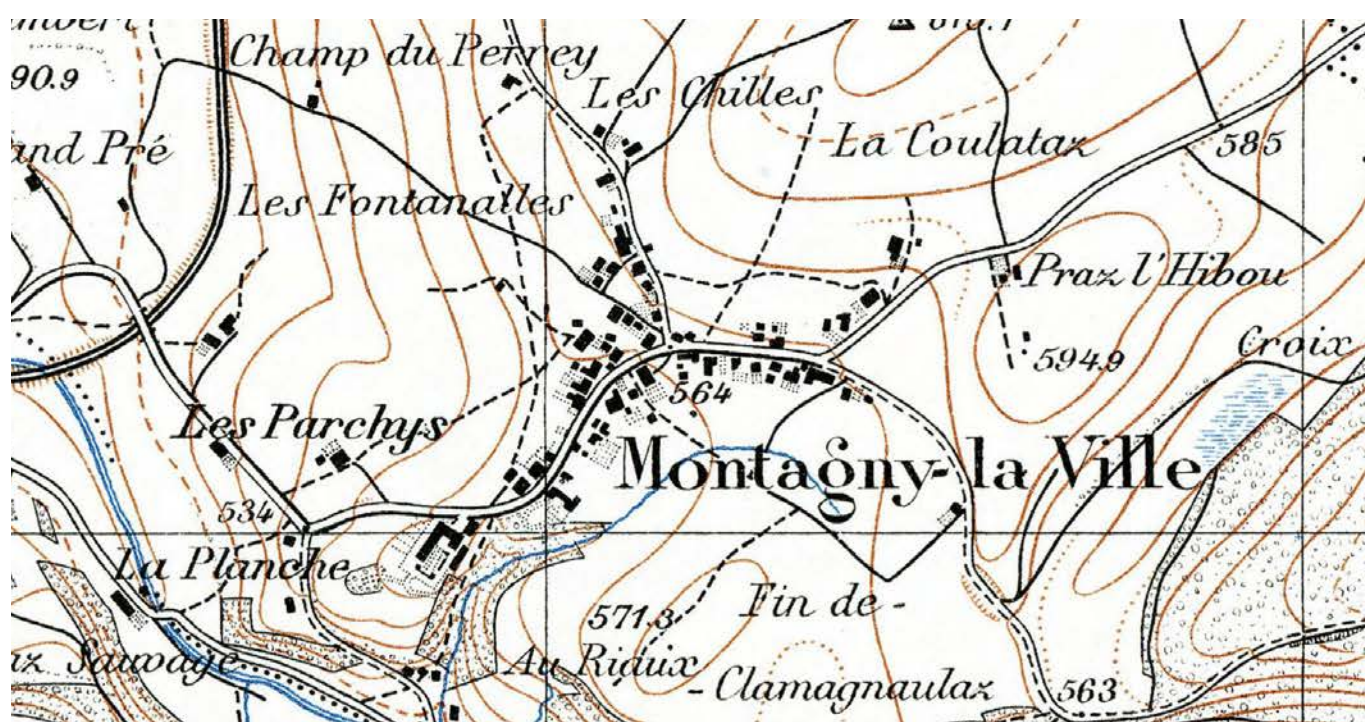 Champ du Perrey
90.9
Les Chilles
La Coulataz
585
Les Fontanalles
Praz l'Hibou
594.9
Croix
564
Les Parchys
Montagny-la Ville
534
La Planche
571.3
Fin de-
Sauvage
Au Riaux
-Clamagnaulaz
563